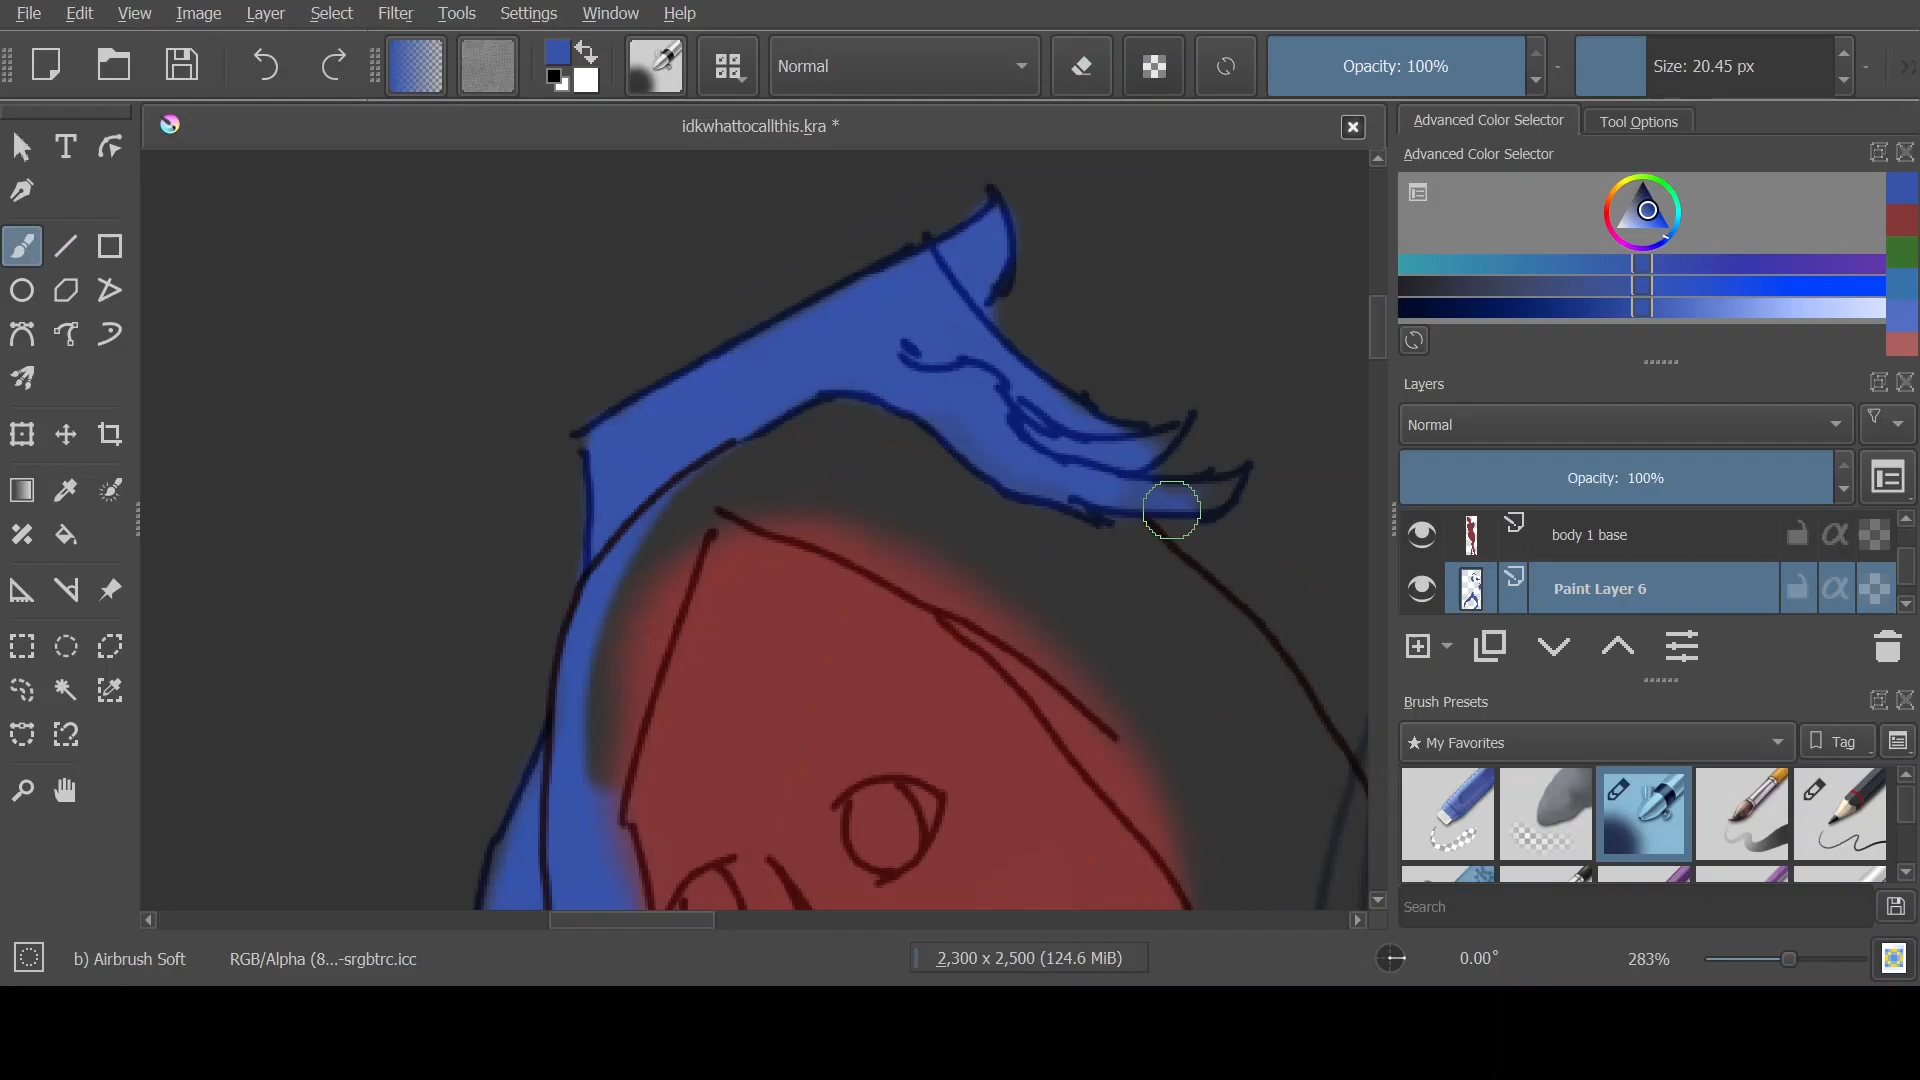 File Edit View Image Layer Select Filter Tools Settings Window Help
Normal
Opacity: 100%
Size: 20.45 px
idkwhattocallthis.kra *
Advanced Color Selector
Tool Options
Advanced Color Selector
Layers
Normal
Opacity: 100%
body 1 base
Paint Layer 6
Brush Presets
★ My Favorites
Tag
Search
b) Airbrush Soft
RGB/Alpha (8...-srgbtrc.icc
2,300 x 2,500 (124.6 MiB)
0.00°
283%